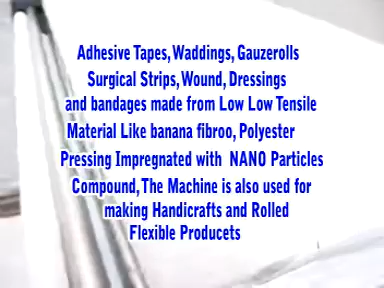 Adhesive Tapes, Waddings, Gauzerolls
Surgical Strips, Wound, Dressings
and bandages made from Low Low Tensile
Material Like banana fibroo, Polyester
Pressing Impregnated with NANO Particles
Compound, The Machine is also used for
making Handicrafts and Rolled
Flexible Producets